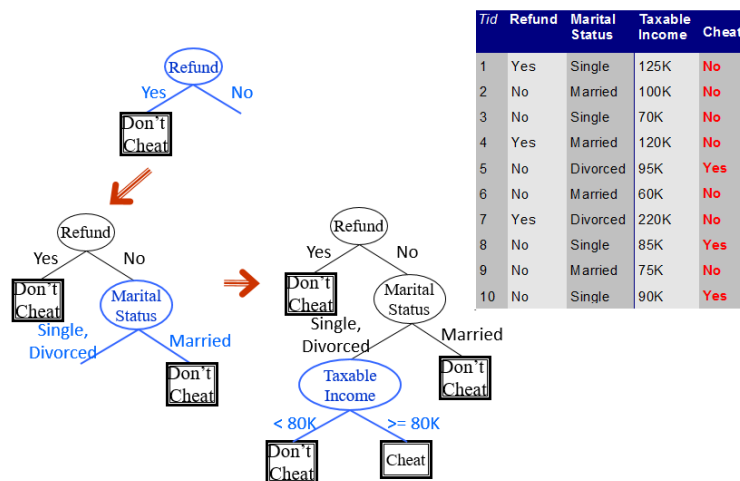 Refund
Yes
No
Don't
Cheat
Refund
Yes
No
Don't
Cheat
Marital
Status
Single,
Divorced
Married
Don't
Cheat
Refund
Yes
No
Don't
Cheat
Marital
Status
Single,
Divorced
Married
Taxable
Income
Don't
Cheat
< 80K
>= 80K
Don't
Cheat
Cheat
Tid Refund Marital Status Taxable Income Cheat
1 Yes Single 125K No
2 No Married 100K No
3 No Single 70K No
4 Yes Married 120K No
5 No Divorced 95K Yes
6 No Married 60K No
7 Yes Divorced 220K No
8 No Single 85K Yes
9 No Married 75K No
10 No Single 90K Yes